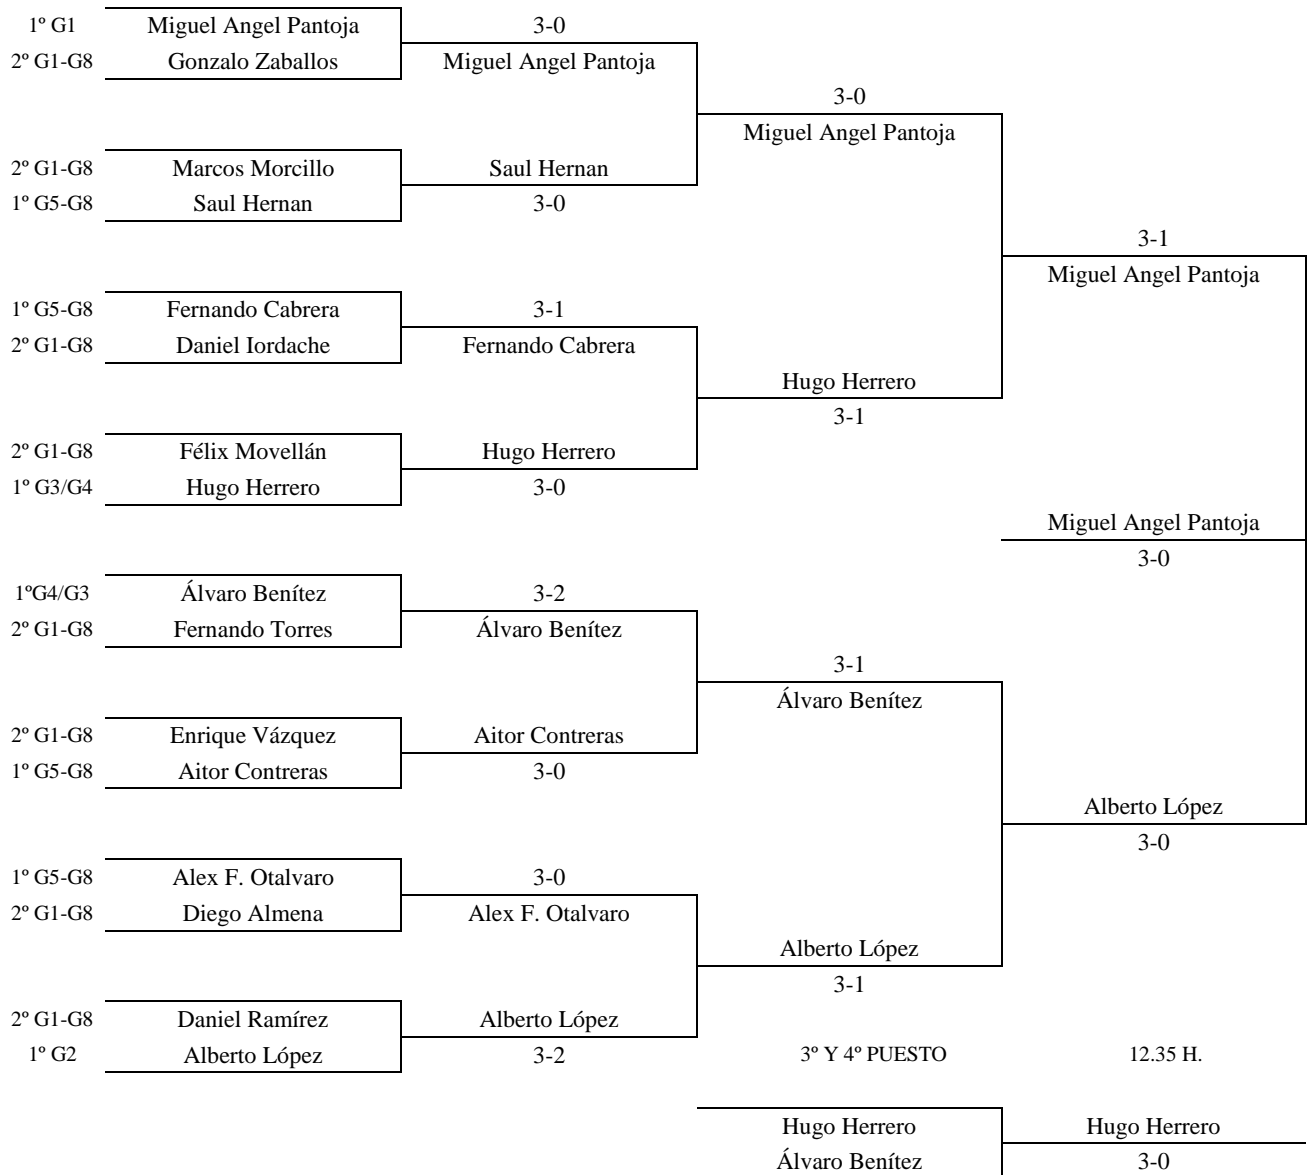 1º G1 Miguel Angel Pantoja 3-0
2º G1-G8 Gonzalo Zaballos Miguel Angel Pantoja
3-0
Miguel Angel Pantoja
2º G1-G8 Marcos Morcillo Saul Hernan
1º G5-G8 Saul Hernan 3-0
3-1
Miguel Angel Pantoja
1º G5-G8 Fernando Cabrera 3-1
2º G1-G8 Daniel Iordache Fernando Cabrera
Hugo Herrero
3-1
2º G1-G8 Félix Movellán Hugo Herrero
1º G3/G4 Hugo Herrero 3-0
Miguel Angel Pantoja
3-0
1ºG4/G3 Álvaro Benítez 3-2
2º G1-G8 Fernando Torres Álvaro Benítez
3-1
Álvaro Benítez
2º G1-G8 Enrique Vázquez Aitor Contreras
1º G5-G8 Aitor Contreras 3-0
Alberto López
3-0
1º G5-G8 Alex F. Otalvaro 3-0
2º G1-G8 Diego Almena Alex F. Otalvaro
Alberto López
3-1
2º G1-G8 Daniel Ramírez Alberto López
1º G2 Alberto López 3-2 3º Y 4º PUESTO 12.35 H.
Hugo Herrero Hugo Herrero
Álvaro Benítez 3-0